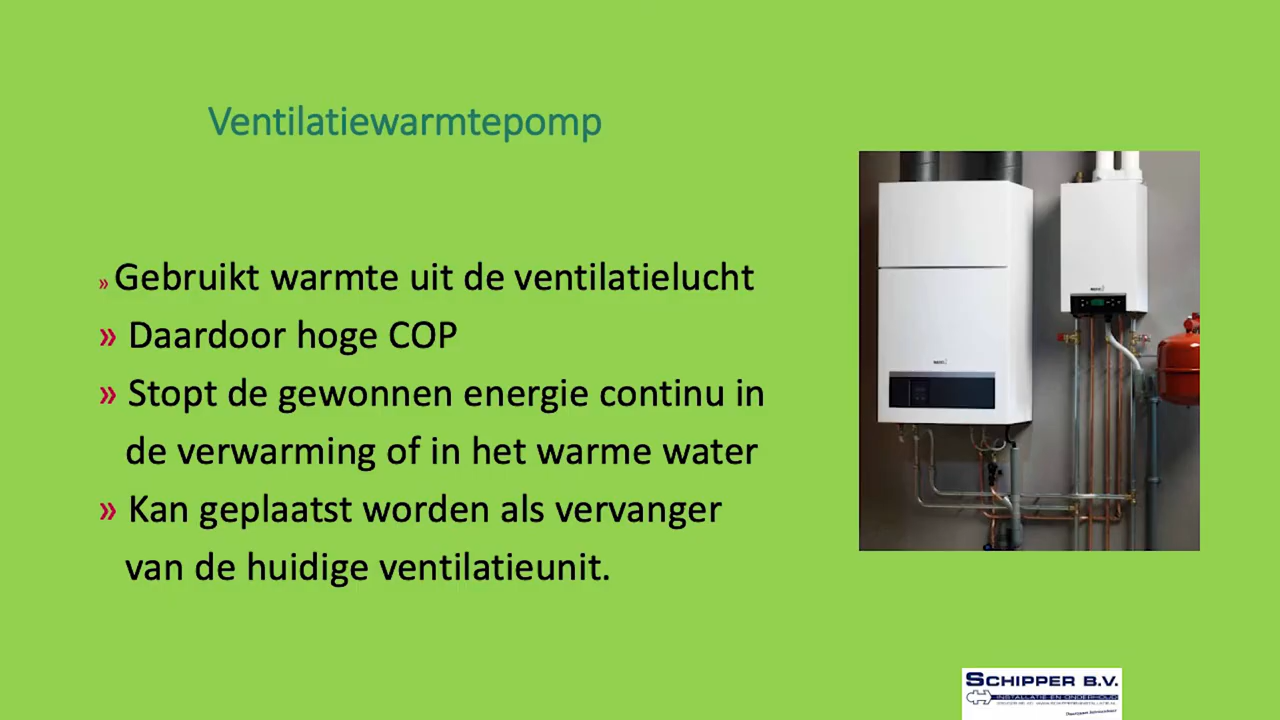 Ventilatiewarmtepomp
» Gebruikt warmte uit de ventilatielucht
» Daardoor hoge COP
» Stopt de gewonnen energie continu in
de verwarming of in het warme water
» Kan geplaatst worden als vervanger
van de huidige ventilatieunit.
SCHIPPER B.V.
INSTALLATIE EN ONDERHOUD